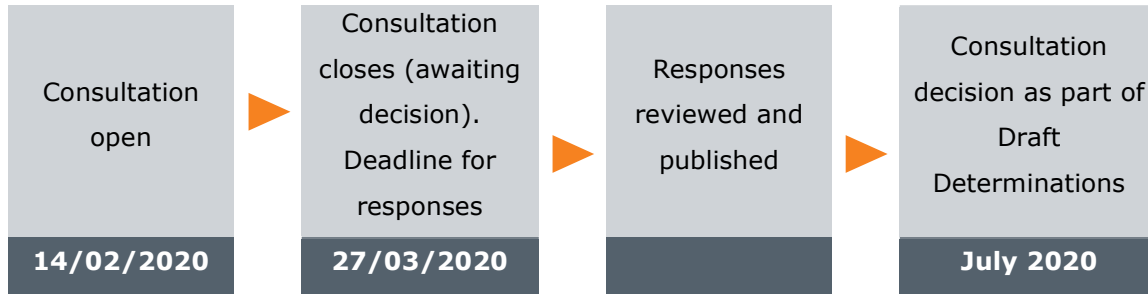 Consultation
open
14/02/2020
Consultation
closes (awaiting
decision).
Deadline for
responses
27/03/2020
Responses
reviewed and
published
Consultation
decision as part of
Draft
Determinations
July 2020